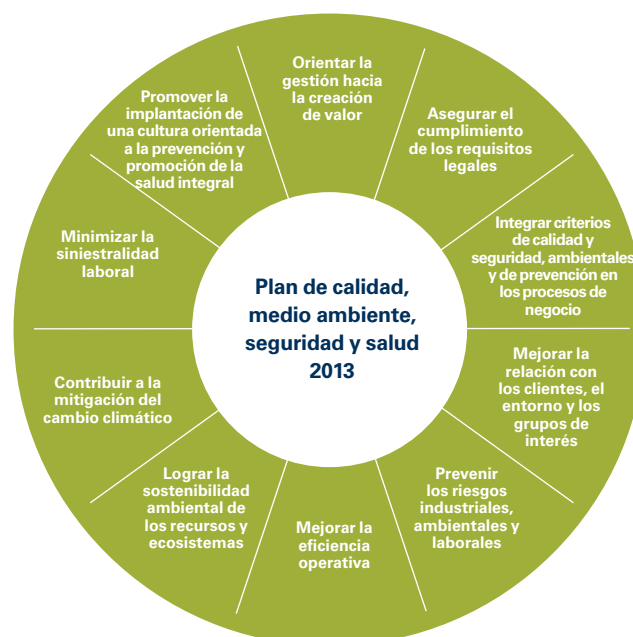 Orientar la
gestión hacia
la creación
de valor
Asegurar el
cumplimiento
de los requisitos
legales
Integrar criterios
de calidad y
seguridad, ambientales
y de prevención en
los procesos de
negocio
Mejorar la
relación con
los clientes, el
entorno y los
grupos de
interés
Prevenir
los riesgos
industriales,
ambientales y
laborales
Mejorar la
eficiencia
operativa
Lograr la
sostenibilidad
ambiental de
los recursos y
ecosistemas
Contribuir a la
mitigación del
cambio climático
Minimizar la
siniestralidad
laboral
Promover la
implantación de
una cultura orientada
a la prevención y
promoción de la
salud integral
Plan de calidad,
medio ambiente,
seguridad y salud
2013